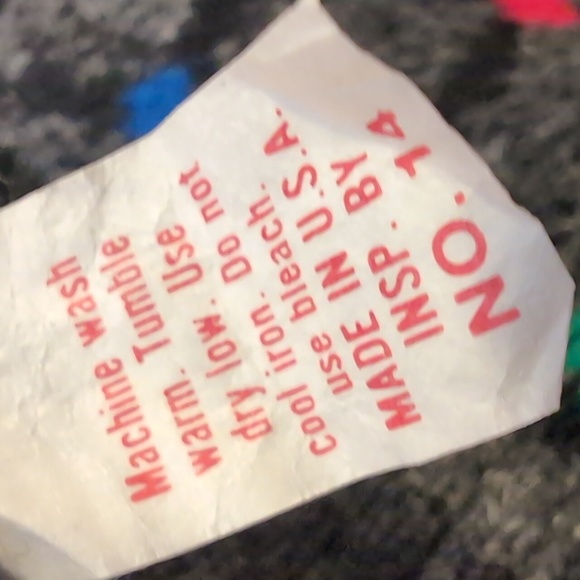 Machine wash
warm. Tumble
dry low. Use
cool iron. Do not
use bleach.
MADE IN U.S.A.
INSP. BY
NO. 14